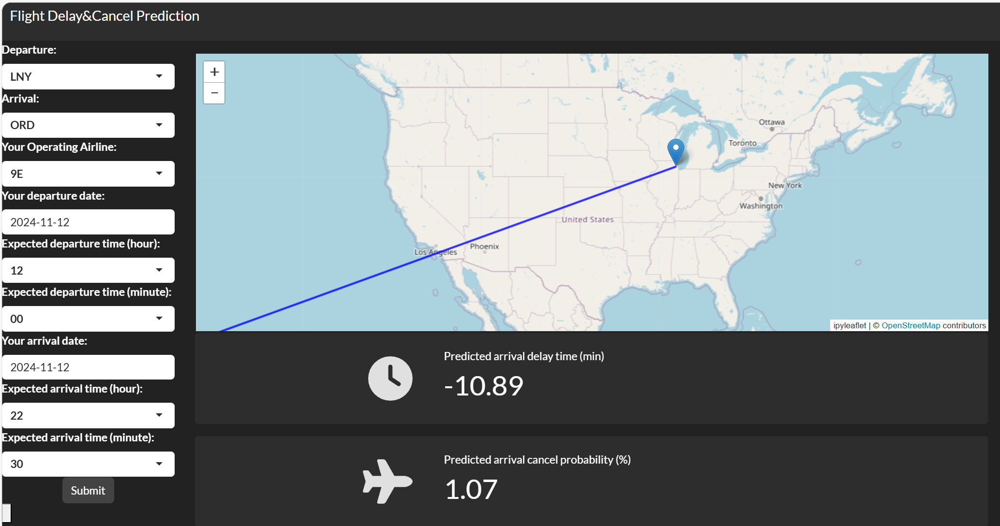 Flight Delay&Cancel Prediction
Departure:
LNY
Arrival:
ORD
Your Operating Airline:
9E
Your departure date:
2024-11-12
Expected departure time (hour):
12
Expected departure time (minute):
00
Your arrival date:
2024-11-12
Expected arrival time (hour):
22
Expected arrival time (minute):
30
Submit
+
−
Ottawa
Toronto
New York
Washington
United States
Phoenix
Los Angeles
ipyleaflet | © OpenStreetMap contributors
Predicted arrival delay time (min)
-10.89
Predicted arrival cancel probability (%)
1.07